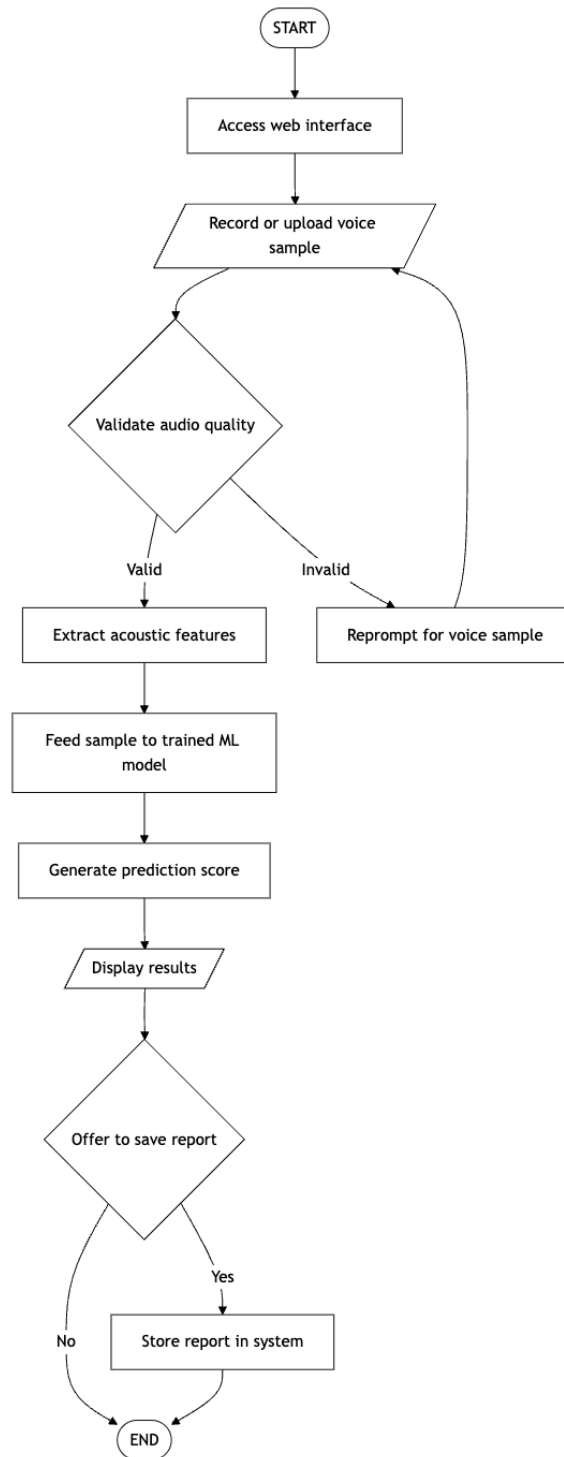 START
Access web interface
Record or upload voice
sample
Validate audio quality
Valid
Invalid
Extract acoustic features
Reprompt for voice sample
Feed sample to trained ML
model
Generate prediction score
Display results
Offer to save report
Yes
No
Store report in system
END